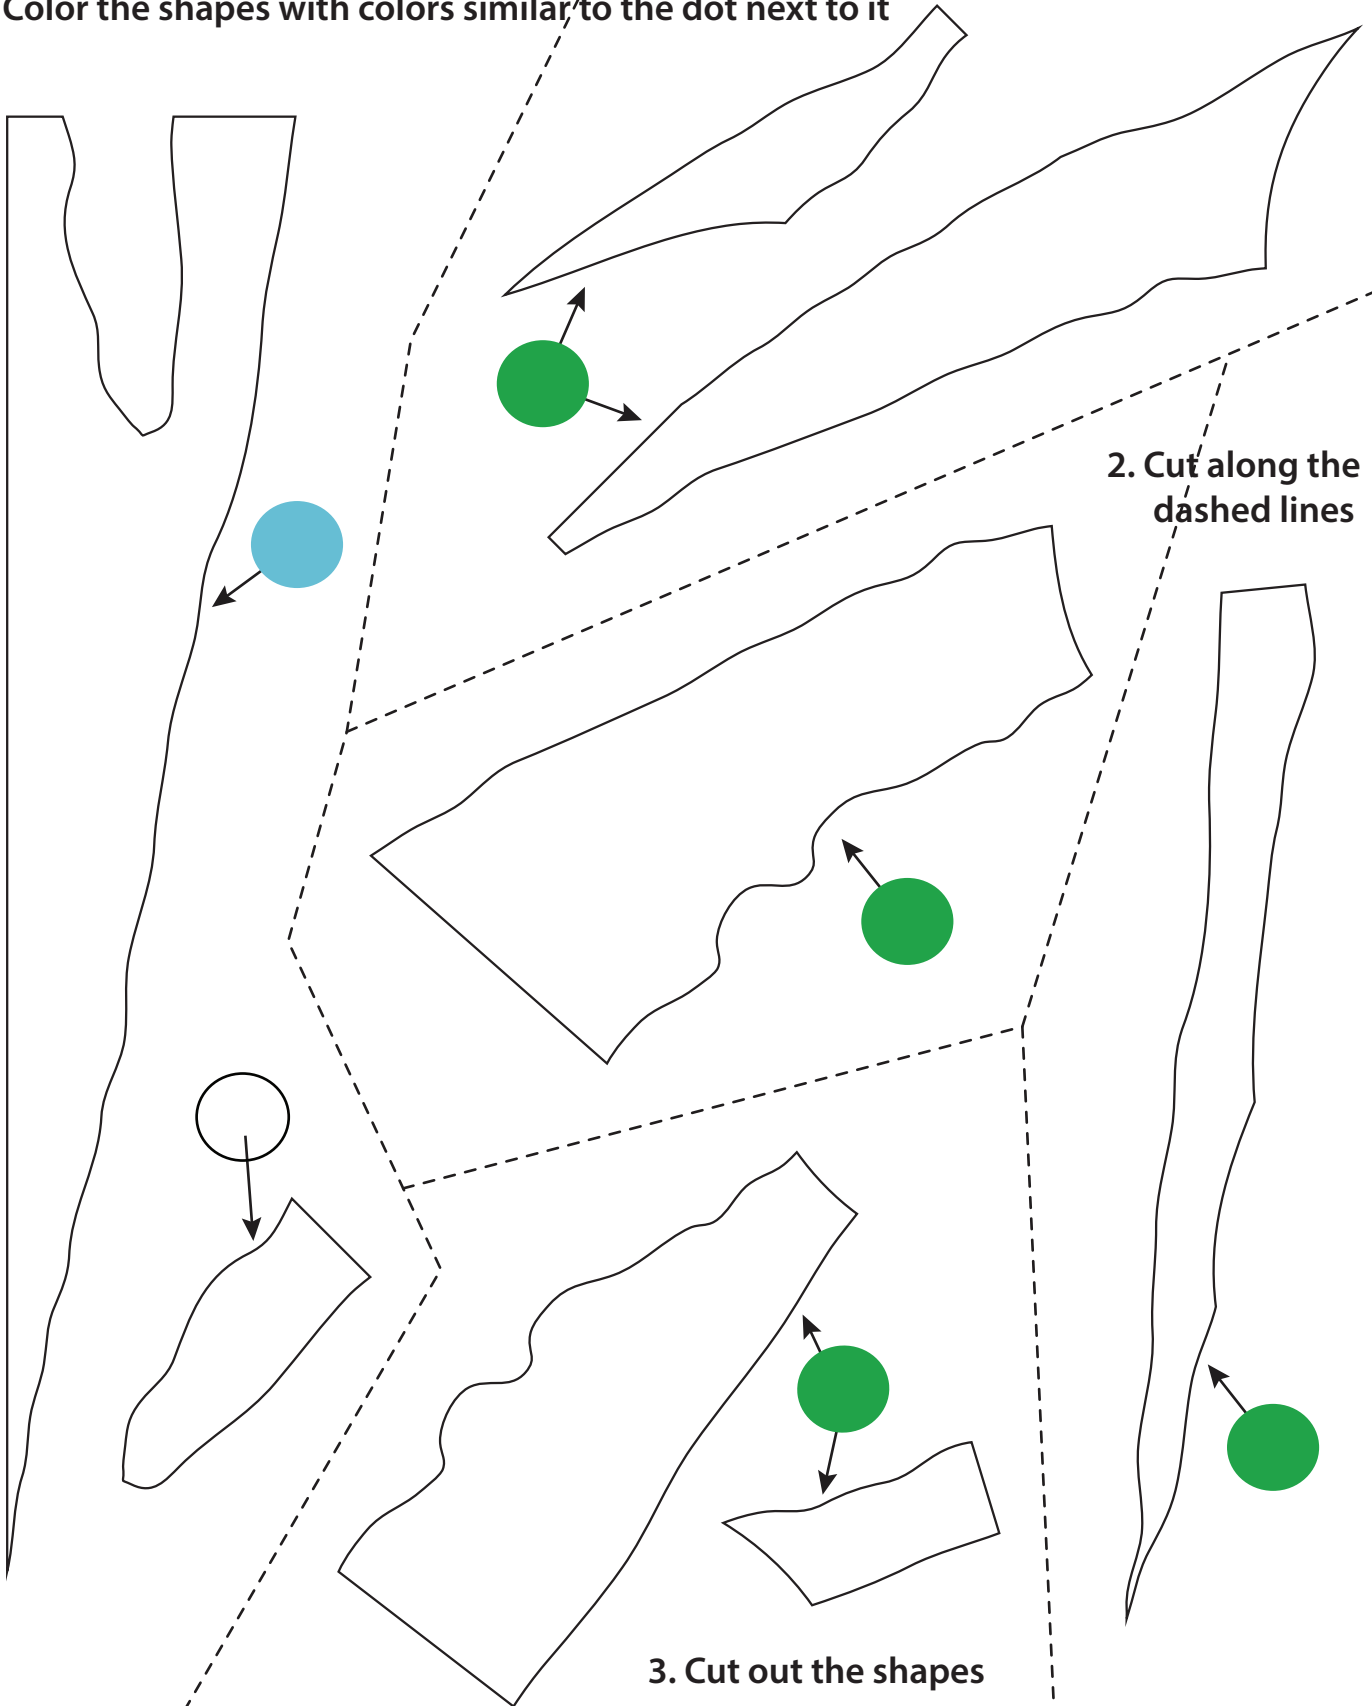 Color the shapes with colors similar to the dot next to it
2. Cut along the
dashed lines
3. Cut out the shapes